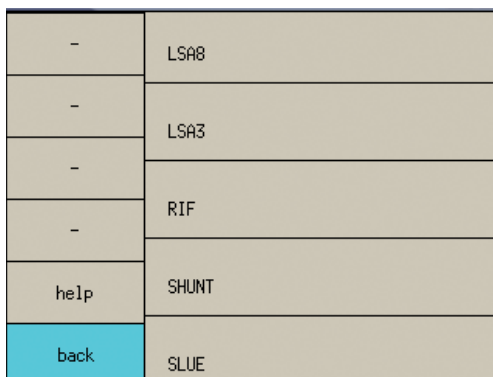 -
LSA8
-
LSA3
-
RIF
-
help
SHUNT
back
SLUE